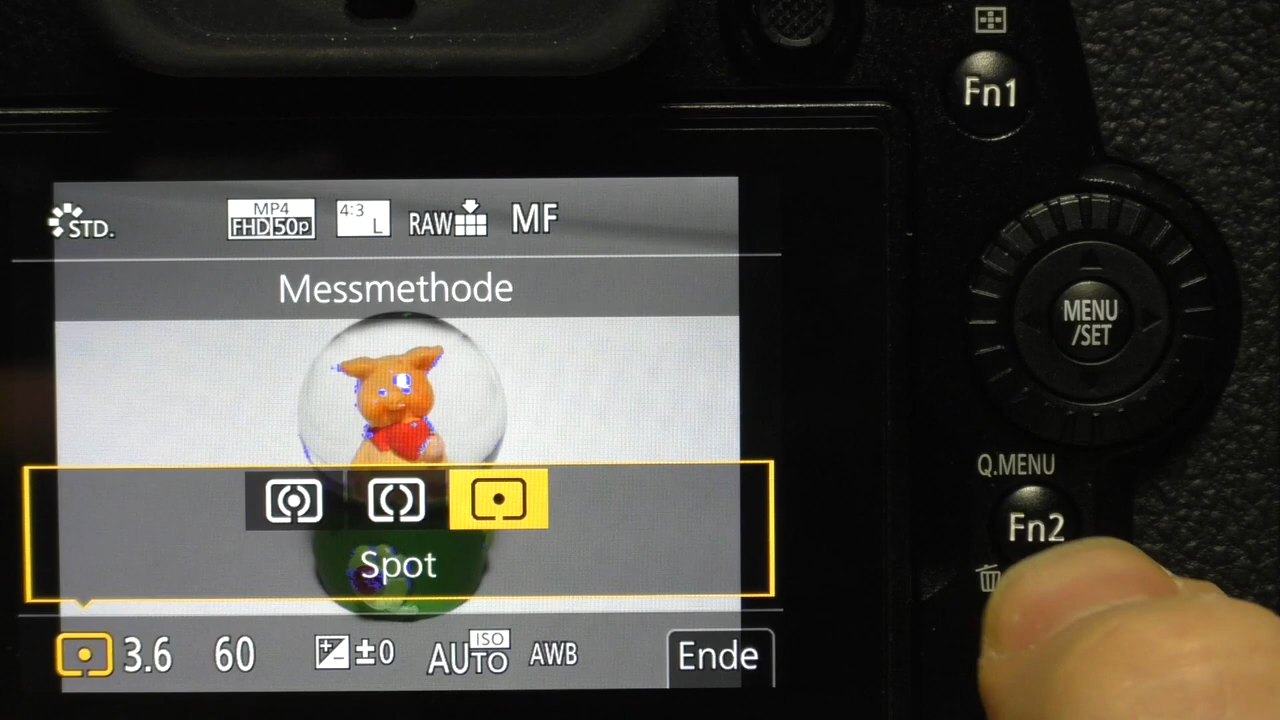 Fn1
STD. MP4 FHD 50p 4:3 L RAW MF
Messmethode
MENU
/SET
Q.MENU
Fn2
Spot
3.6 60 ±0 AUTO ISO AWB Ende